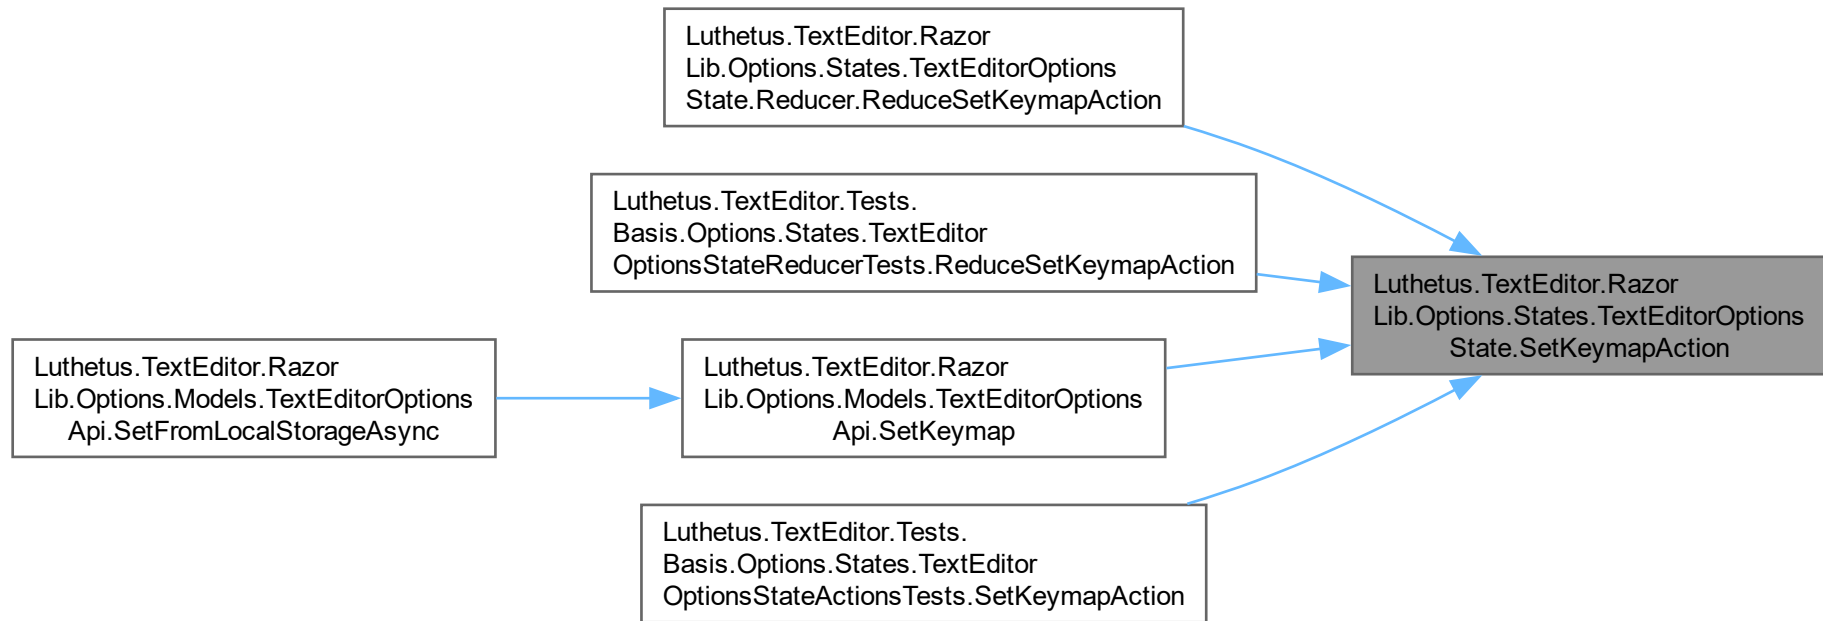 Luthetus.TextEditor.Razor
Lib.Options.States.TextEditorOptions
State.Reducer.ReduceSetKeymapAction
Luthetus.TextEditor.Tests.
Basis.Options.States.TextEditor
OptionsStateReducerTests.ReduceSetKeymapAction
Luthetus.TextEditor.Razor
Lib.Options.States.TextEditorOptions
State.SetKeymapAction
Luthetus.TextEditor.Razor
Lib.Options.Models.TextEditorOptions
Api.SetFromLocalStorageAsync
Luthetus.TextEditor.Razor
Lib.Options.Models.TextEditorOptions
Api.SetKeymap
Luthetus.TextEditor.Tests.
Basis.Options.States.TextEditor
OptionsStateActionsTests.SetKeymapAction